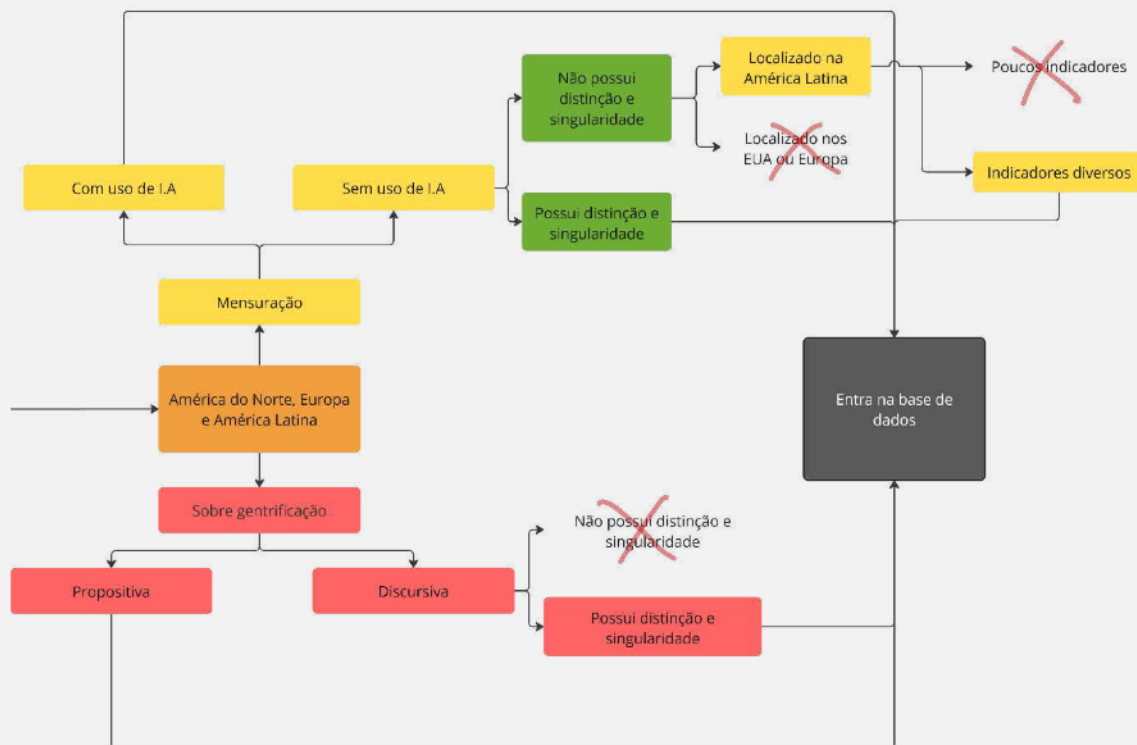 Não possui
distinção e
singularidade
Localizado na
América Latina
Poucos indicadores
Localizado nos
EUA ou Europa
Com uso de I.A
Sem uso de I.A
Indicadores diversos
Possui distinção e
singularidade
Mensuração
América do Norte, Europa
e América Latina
Entra na base de
dados
Sobre gentrificação
Não possui distinção e
singularidade
Propositiva
Discursiva
Possui distinção e
singularidade